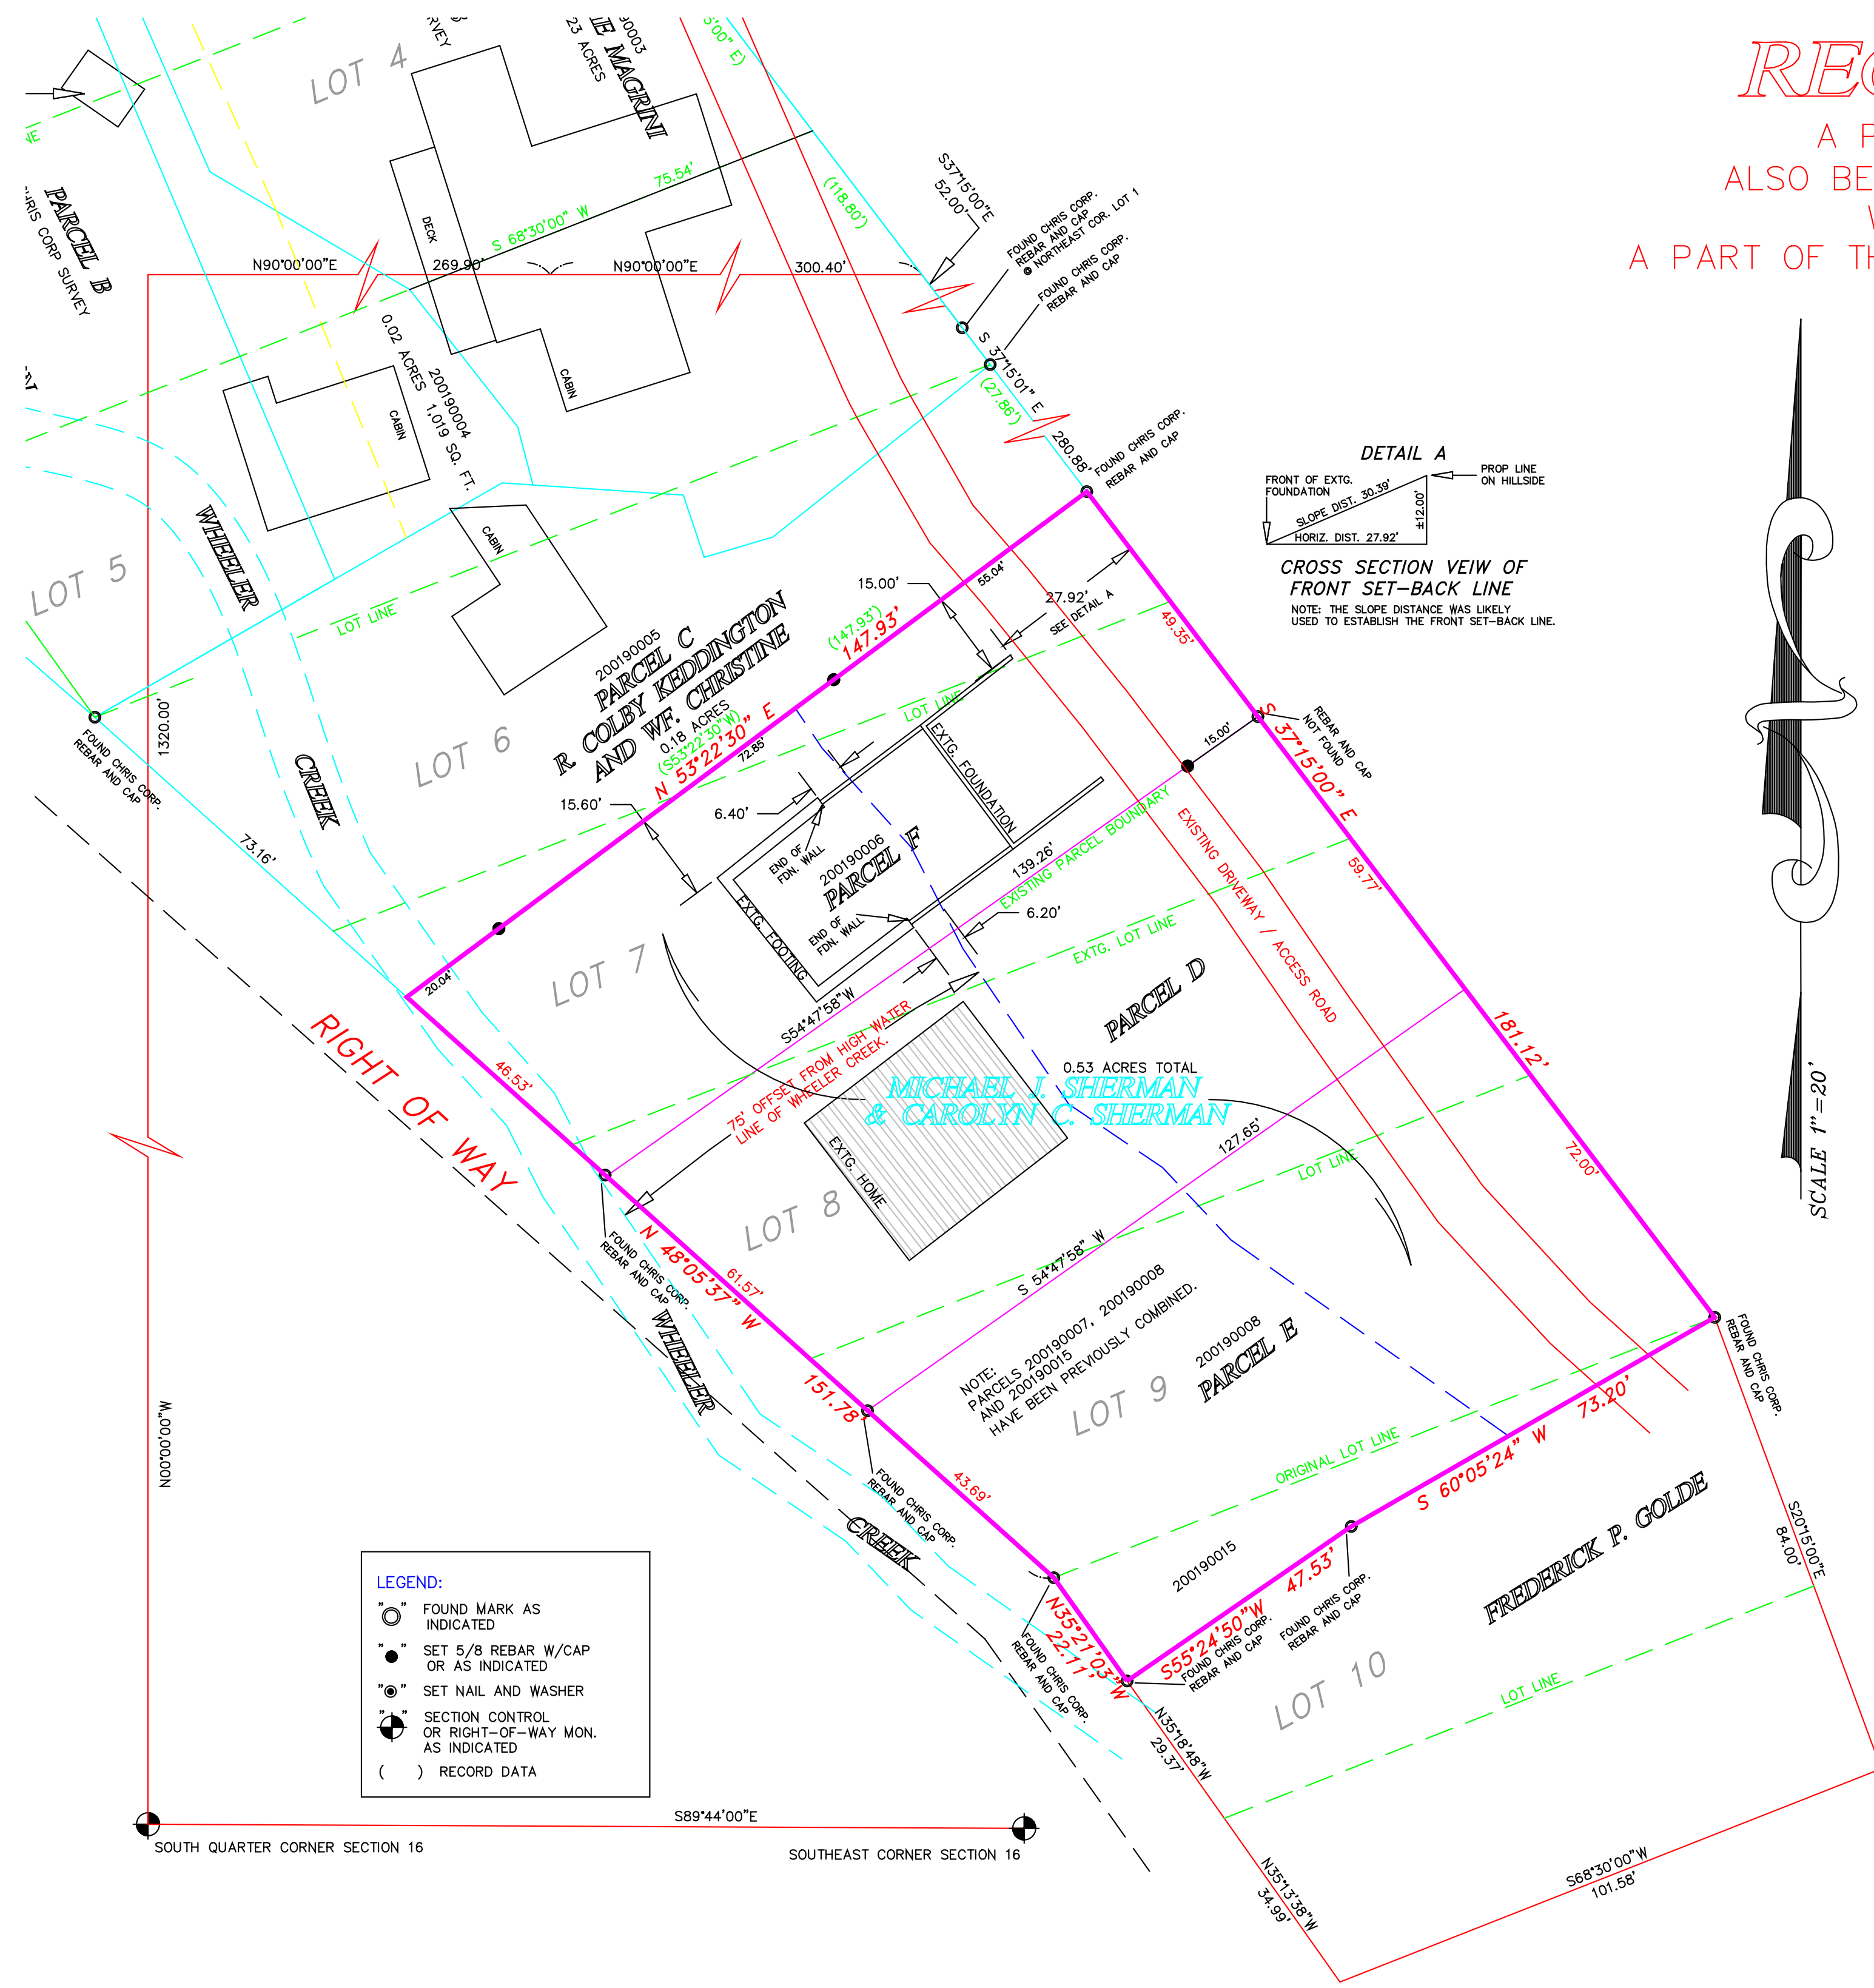 LOT 4
23 ACRES
IE MAGRINI
90003
RVEY
5'00" E)
A P
ALSO BE
A PART OF TH
PARCEL B
HRIS CORP SURVEY
DECK
S 68°30'00" W
75.54'
(118.80')
S37°15'00"E
52.00'
FOUND CHRIS CORP.
REBAR AND CAP
@ NORTHEAST COR. LOT 1
FOUND CHRIS CORP.
REBAR AND CAP
N90°00'00"E
269.90'
N90°00'00"E
300.40'
S 37°15'01" E
(27.86')
280.88'
FOUND CHRIS CORP.
REBAR AND CAP
200190004
0.02 ACRES 1,019 SQ. FT.
CABIN
CABIN
CABIN
DETAIL A
FRONT OF EXTG.
FOUNDATION
SLOPE DIST. 30.39'
HORIZ. DIST. 27.92'
±12.00'
PROP LINE
ON HILLSIDE
CROSS SECTION VEIW OF
FRONT SET-BACK LINE
NOTE: THE SLOPE DISTANCE WAS LIKELY
USED TO ESTABLISH THE FRONT SET-BACK LINE.
LOT 5
WHEELER
LOT LINE
200190005
PARCEL C
R. COLBY KEDDINGTON
AND WF. CHRISTINE
0.18 ACRES
(S53°22'30"W)
N 53°22'30" E
72.85'
(147.93')
147.93'
55.04'
15.00'
27.92'
SEE DETAIL A
49.35'
1320.00'
FOUND CHRIS CORP.
REBAR AND CAP
LOT 6
CREEK
73.16'
LOT LINE
15.60'
6.40'
EXTG. FOUNDATION
END OF
FDN. WALL
200190006
PARCEL F
END OF
FDN. WALL
EXTG. FOOTING
139.26'
EXISTING PARCEL BOUNDARY
6.20'
15.00'
REBAR AND CAP
NOT FOUND
S 37°15'00" E
59.77'
EXISTING DRIVEWAY / ACCESS ROAD
EXTG. LOT LINE
LOT 7
20.04'
RIGHT OF WAY
46.53'
S54°47'58"W
75' OFFSET FROM HIGH WATER
LINE OF WHEELER CREEK.
PARCEL D
0.53 ACRES TOTAL
MICHAEL J. SHERMAN
& CAROLYN C. SHERMAN
EXTG. HOME
127.65'
LOT LINE
181.12'
72.00'
SCALE 1"=20'
LOT 8
FOUND CHRIS CORP.
REBAR AND CAP
N 48°05'37" W
61.57'
151.78'
WHEELER
S 54°47'58" W
NOTE:
PARCELS 200190007, 200190008
AND 200190015
HAVE BEEN PREVIOUSLY COMBINED.
200190008
PARCEL E
LOT 9
FOUND CHRIS CORP.
REBAR AND CAP
N00°00'00"W
FOUND CHRIS CORP.
REBAR AND CAP
43.69'
CREEK
ORIGINAL LOT LINE
73.20'
S 60°05'24" W
FREDERICK P. GOLDE
S20°15'00"E
84.00'
200190015
47.53'
S55°24'50"W
FOUND CHRIS CORP.
REBAR AND CAP
FOUND CHRIS CORP.
REBAR AND CAP
N35°21'03"W
22.11'
FOUND CHRIS CORP.
REBAR AND CAP
LOT 10
LOT LINE
N35°18'48"W
29.37'
LEGEND:
" " FOUND MARK AS
INDICATED
" " SET 5/8 REBAR W/CAP
OR AS INDICATED
" " SET NAIL AND WASHER
" " SECTION CONTROL
OR RIGHT-OF-WAY MON.
AS INDICATED
( ) RECORD DATA
S89°44'00"E
SOUTH QUARTER CORNER SECTION 16
SOUTHEAST CORNER SECTION 16
N35°13'38"W
34.99'
S68°30'00"W
101.58'